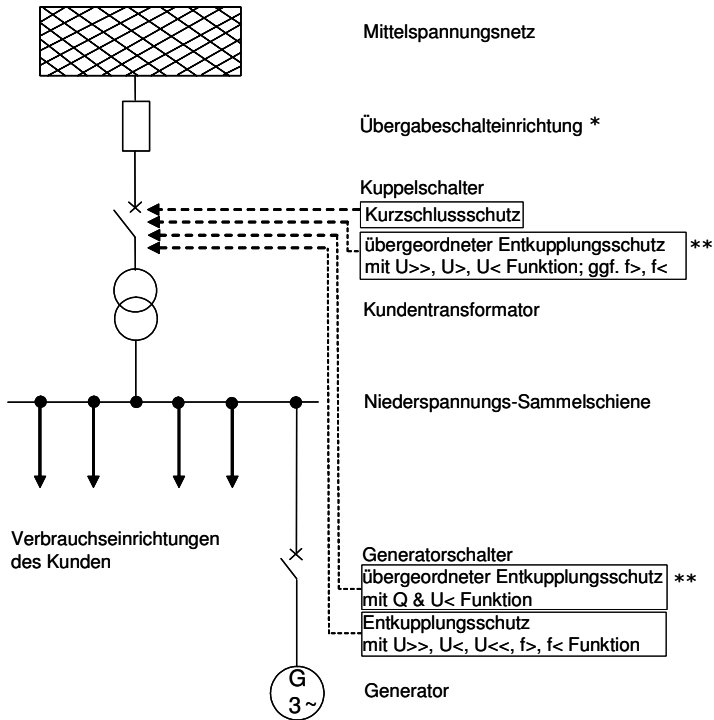 Mittelspannungsnetz
Übergabeschalteinrichtung *
Kuppelschalter
Kurzschlussschutz
übergeordneter Entkupplungsschutz **
mit U>>, U>, U< Funktion; ggf. f>, f<
Kundentransformator
Niederspannungs-Sammelschiene
Verbrauchseinrichtungen
des Kunden
Generatorschalter
übergeordneter Entkupplungsschutz **
mit Q & U< Funktion
Entkupplungsschutz
mit U>>, U<, U<<, f>, f< Funktion
G
3~
Generator